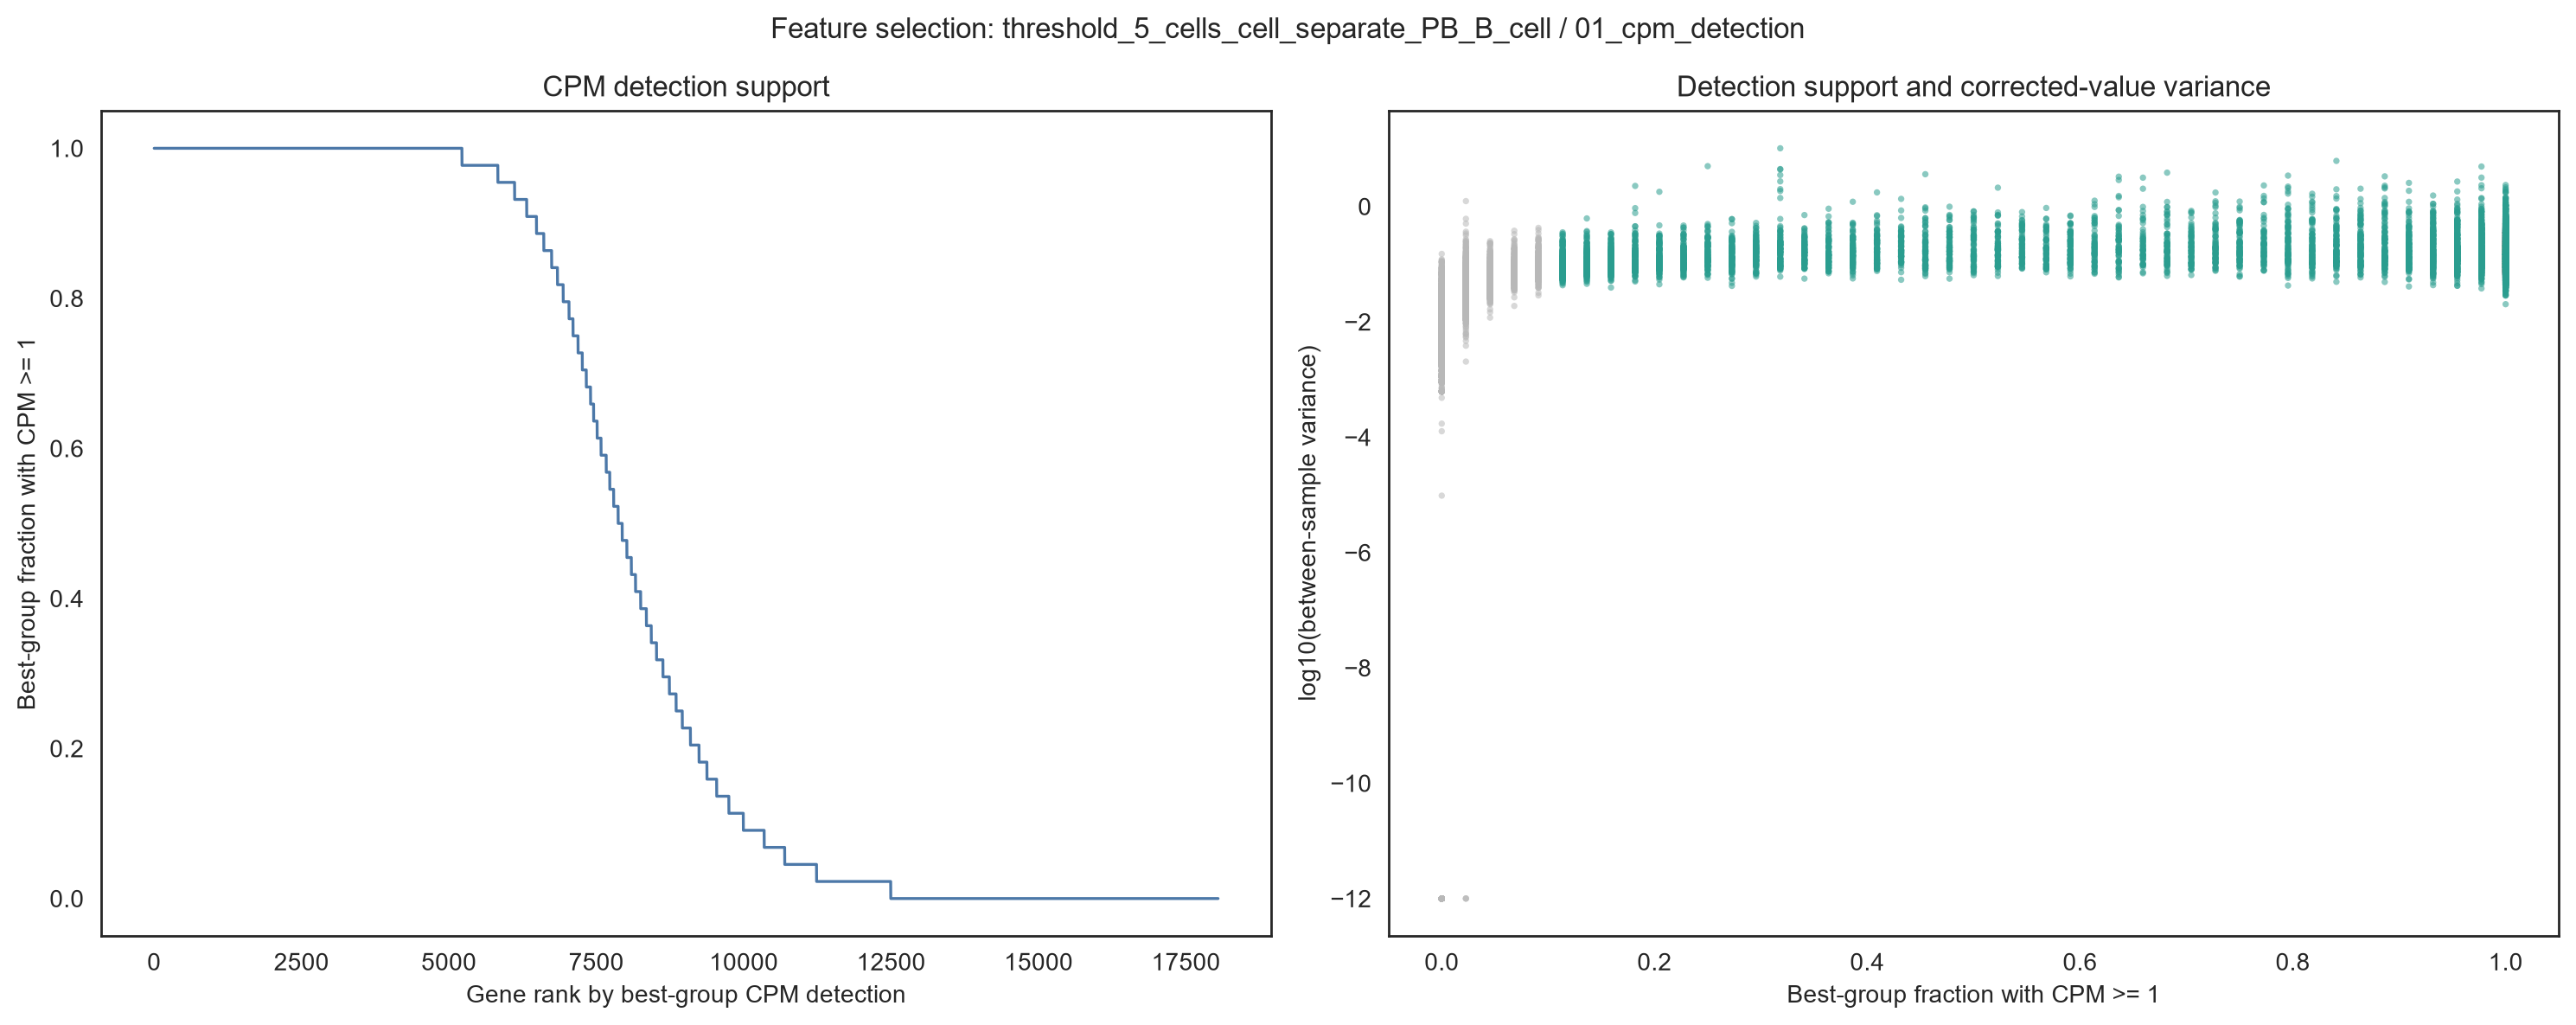 Feature selection: threshold_5_cells_cell_separate_PB_B_cell / 01_cpm_detection
CPM detection support
1.0
0.8
0.6
0.4
0.2
0.0
Best-group fraction with CPM >= 1
0 2500 5000 7500 10000 12500 15000 17500
Gene rank by best-group CPM detection
Detection support and corrected-value variance
0
−2
−4
−6
−8
−10
−12
log10(between-sample variance)
0.0 0.2 0.4 0.6 0.8 1.0
Best-group fraction with CPM >= 1